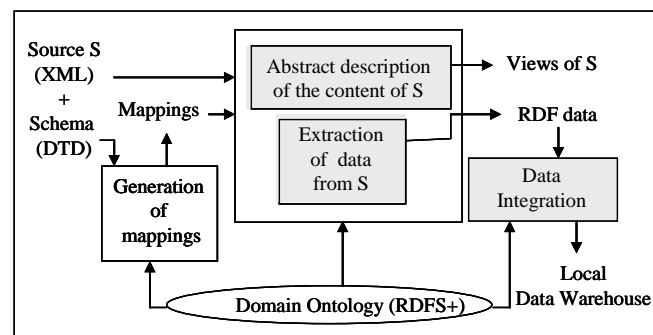 Source S
(XML)
+
Schema
(DTD)
Mappings
Generation
of
mappings
Abstract description
of the content of S
Extraction
of data
from S
Views of S
RDF data
Data
Integration
Local
Data Warehouse
Domain Ontology (RDFS+)